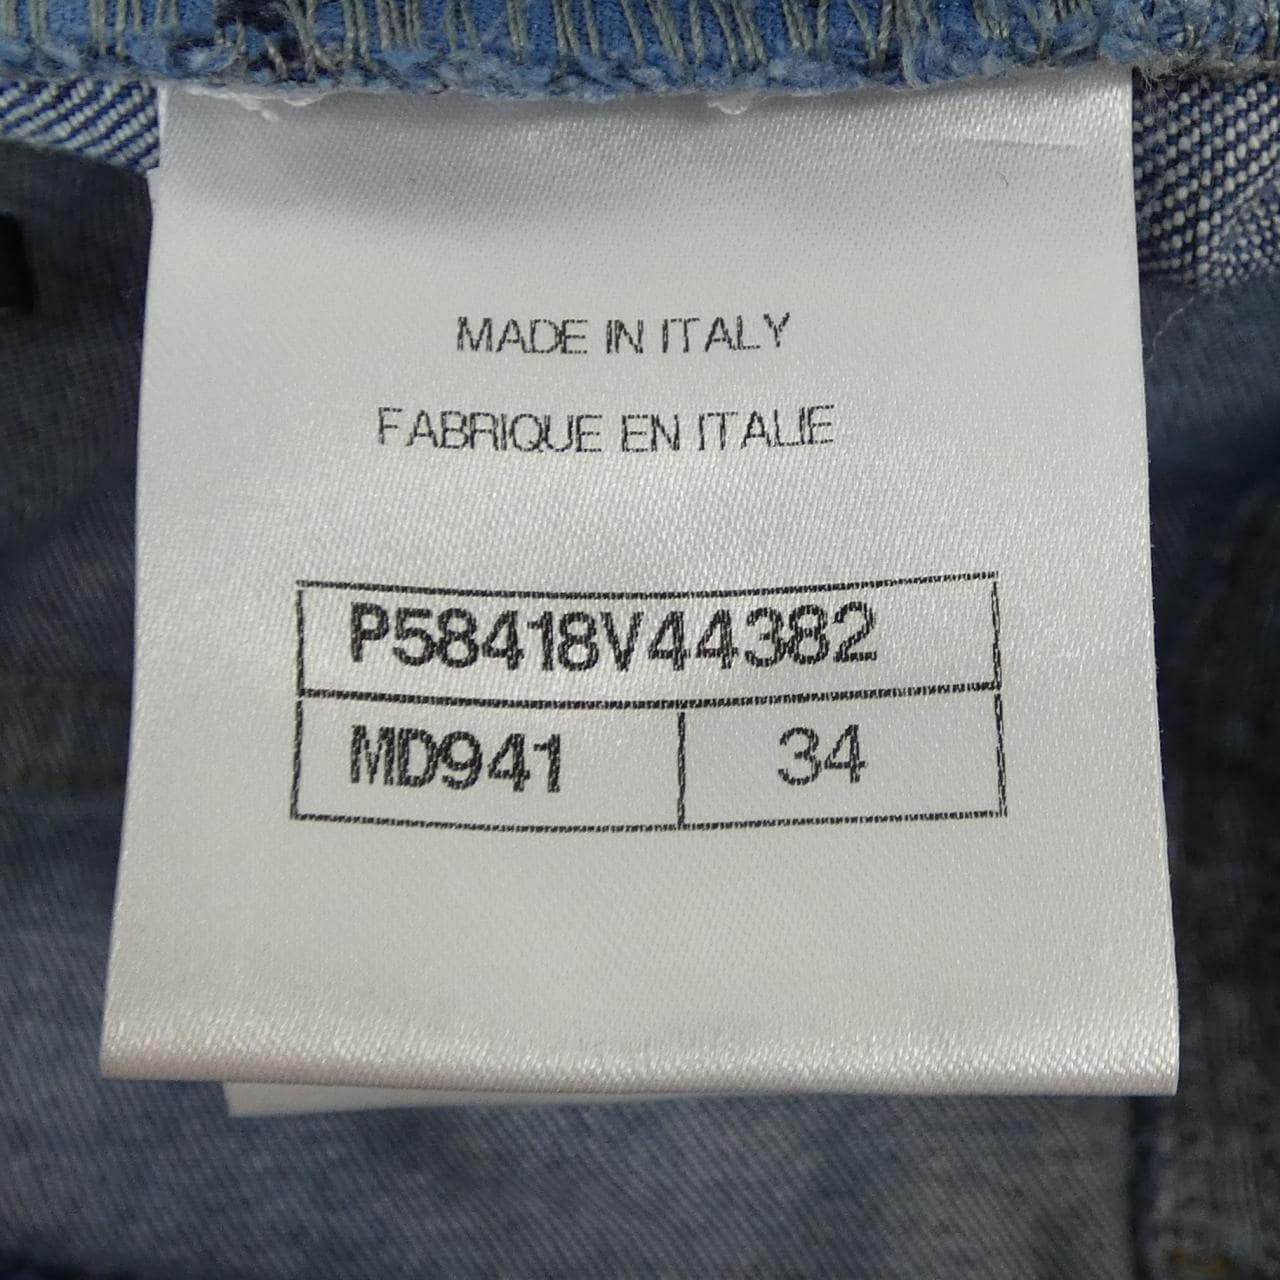 MADE IN ITALY
FABRIQUE EN ITALIE
P58418V44382
MD941 34